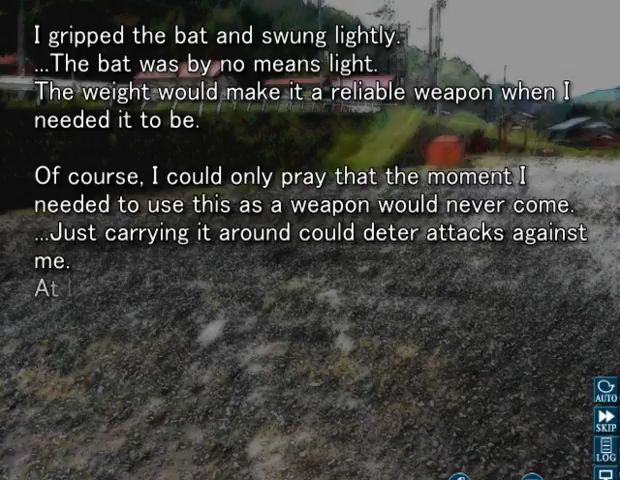 I gripped the bat and swung lightly.
...The bat was by no means light.
The weight would make it a reliable weapon when I
needed it to be.
Of course, I could only pray that the moment I
needed to use this as a weapon would never come.
...Just carrying it around could deter attacks against
me.
At l
AUTO
SKIP
LOG